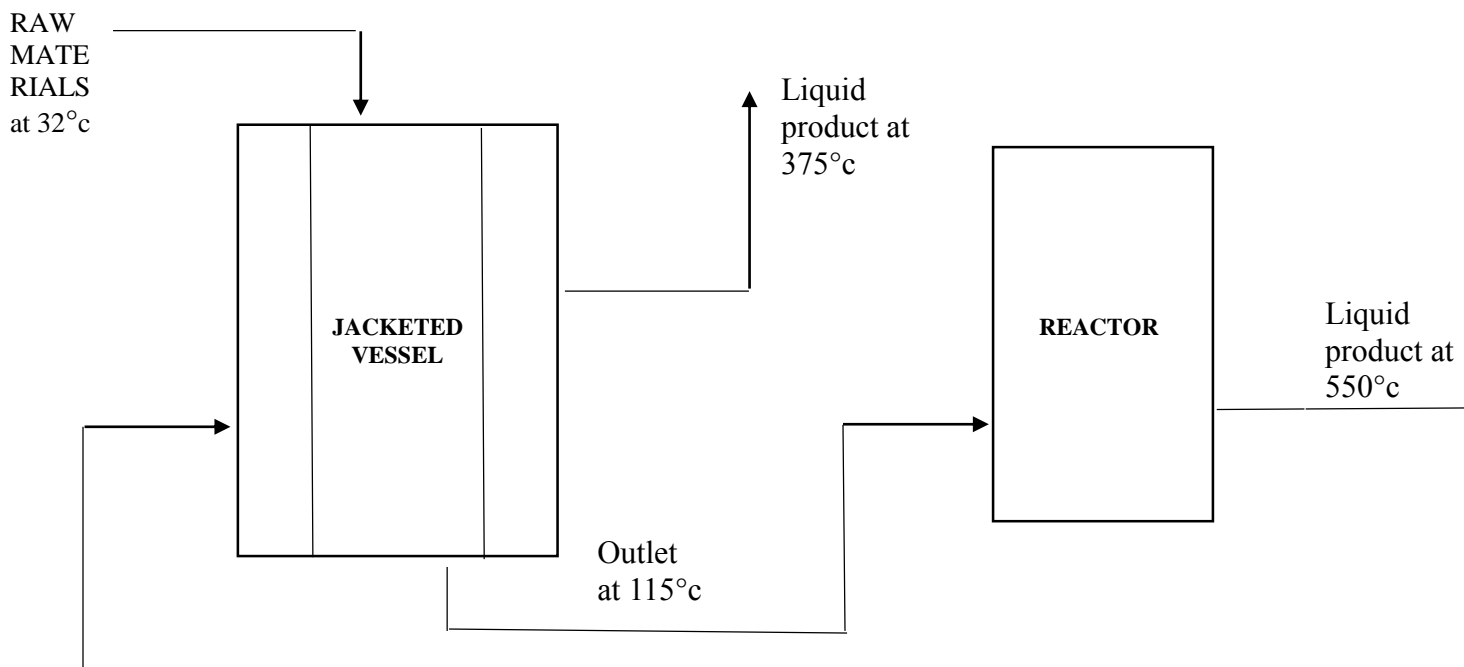 RAW
MATE
RIALS
at 32°c
Liquid
product at
375°c
JACKETED
VESSEL
REACTOR
Liquid
product at
550°c
Outlet
at 115°c